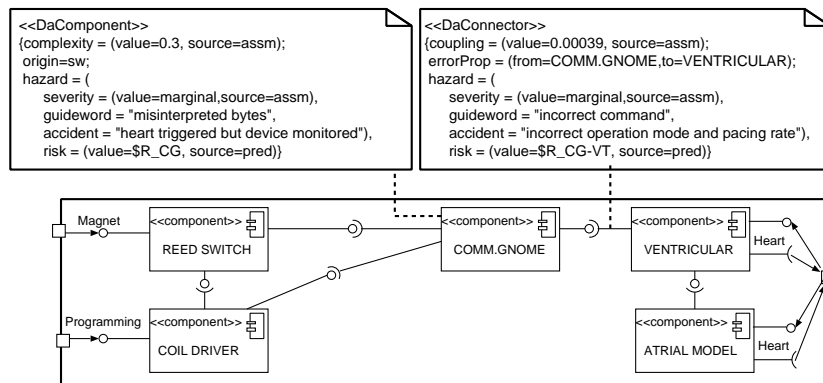 <<DaComponent>>
{complexity = (value=0.3, source=assm);
origin=sw;
hazard = (
severity = (value=marginal,source=assm),
guideword = "misinterpreted bytes",
accident = "heart triggered but device monitored"),
risk = (value=$R_CG, source=pred)}
<<DaConnector>>
{coupling = (value=0.00039, source=assm);
errorProp = (from=COMM.GNOME,to=VENTRICULAR);
hazard = (
severity = (value=marginal,source=assm),
guideword = "incorrect command",
accident = "incorrect operation mode and pacing rate"),
risk = (value=$R_CG-VT, source=pred)}
Magnet
<<component>>
REED SWITCH
<<component>>
COMM.GNOME
<<component>>
VENTRICULAR
Heart
Programming
<<component>>
COIL DRIVER
<<component>>
ATRIAL MODEL
Heart